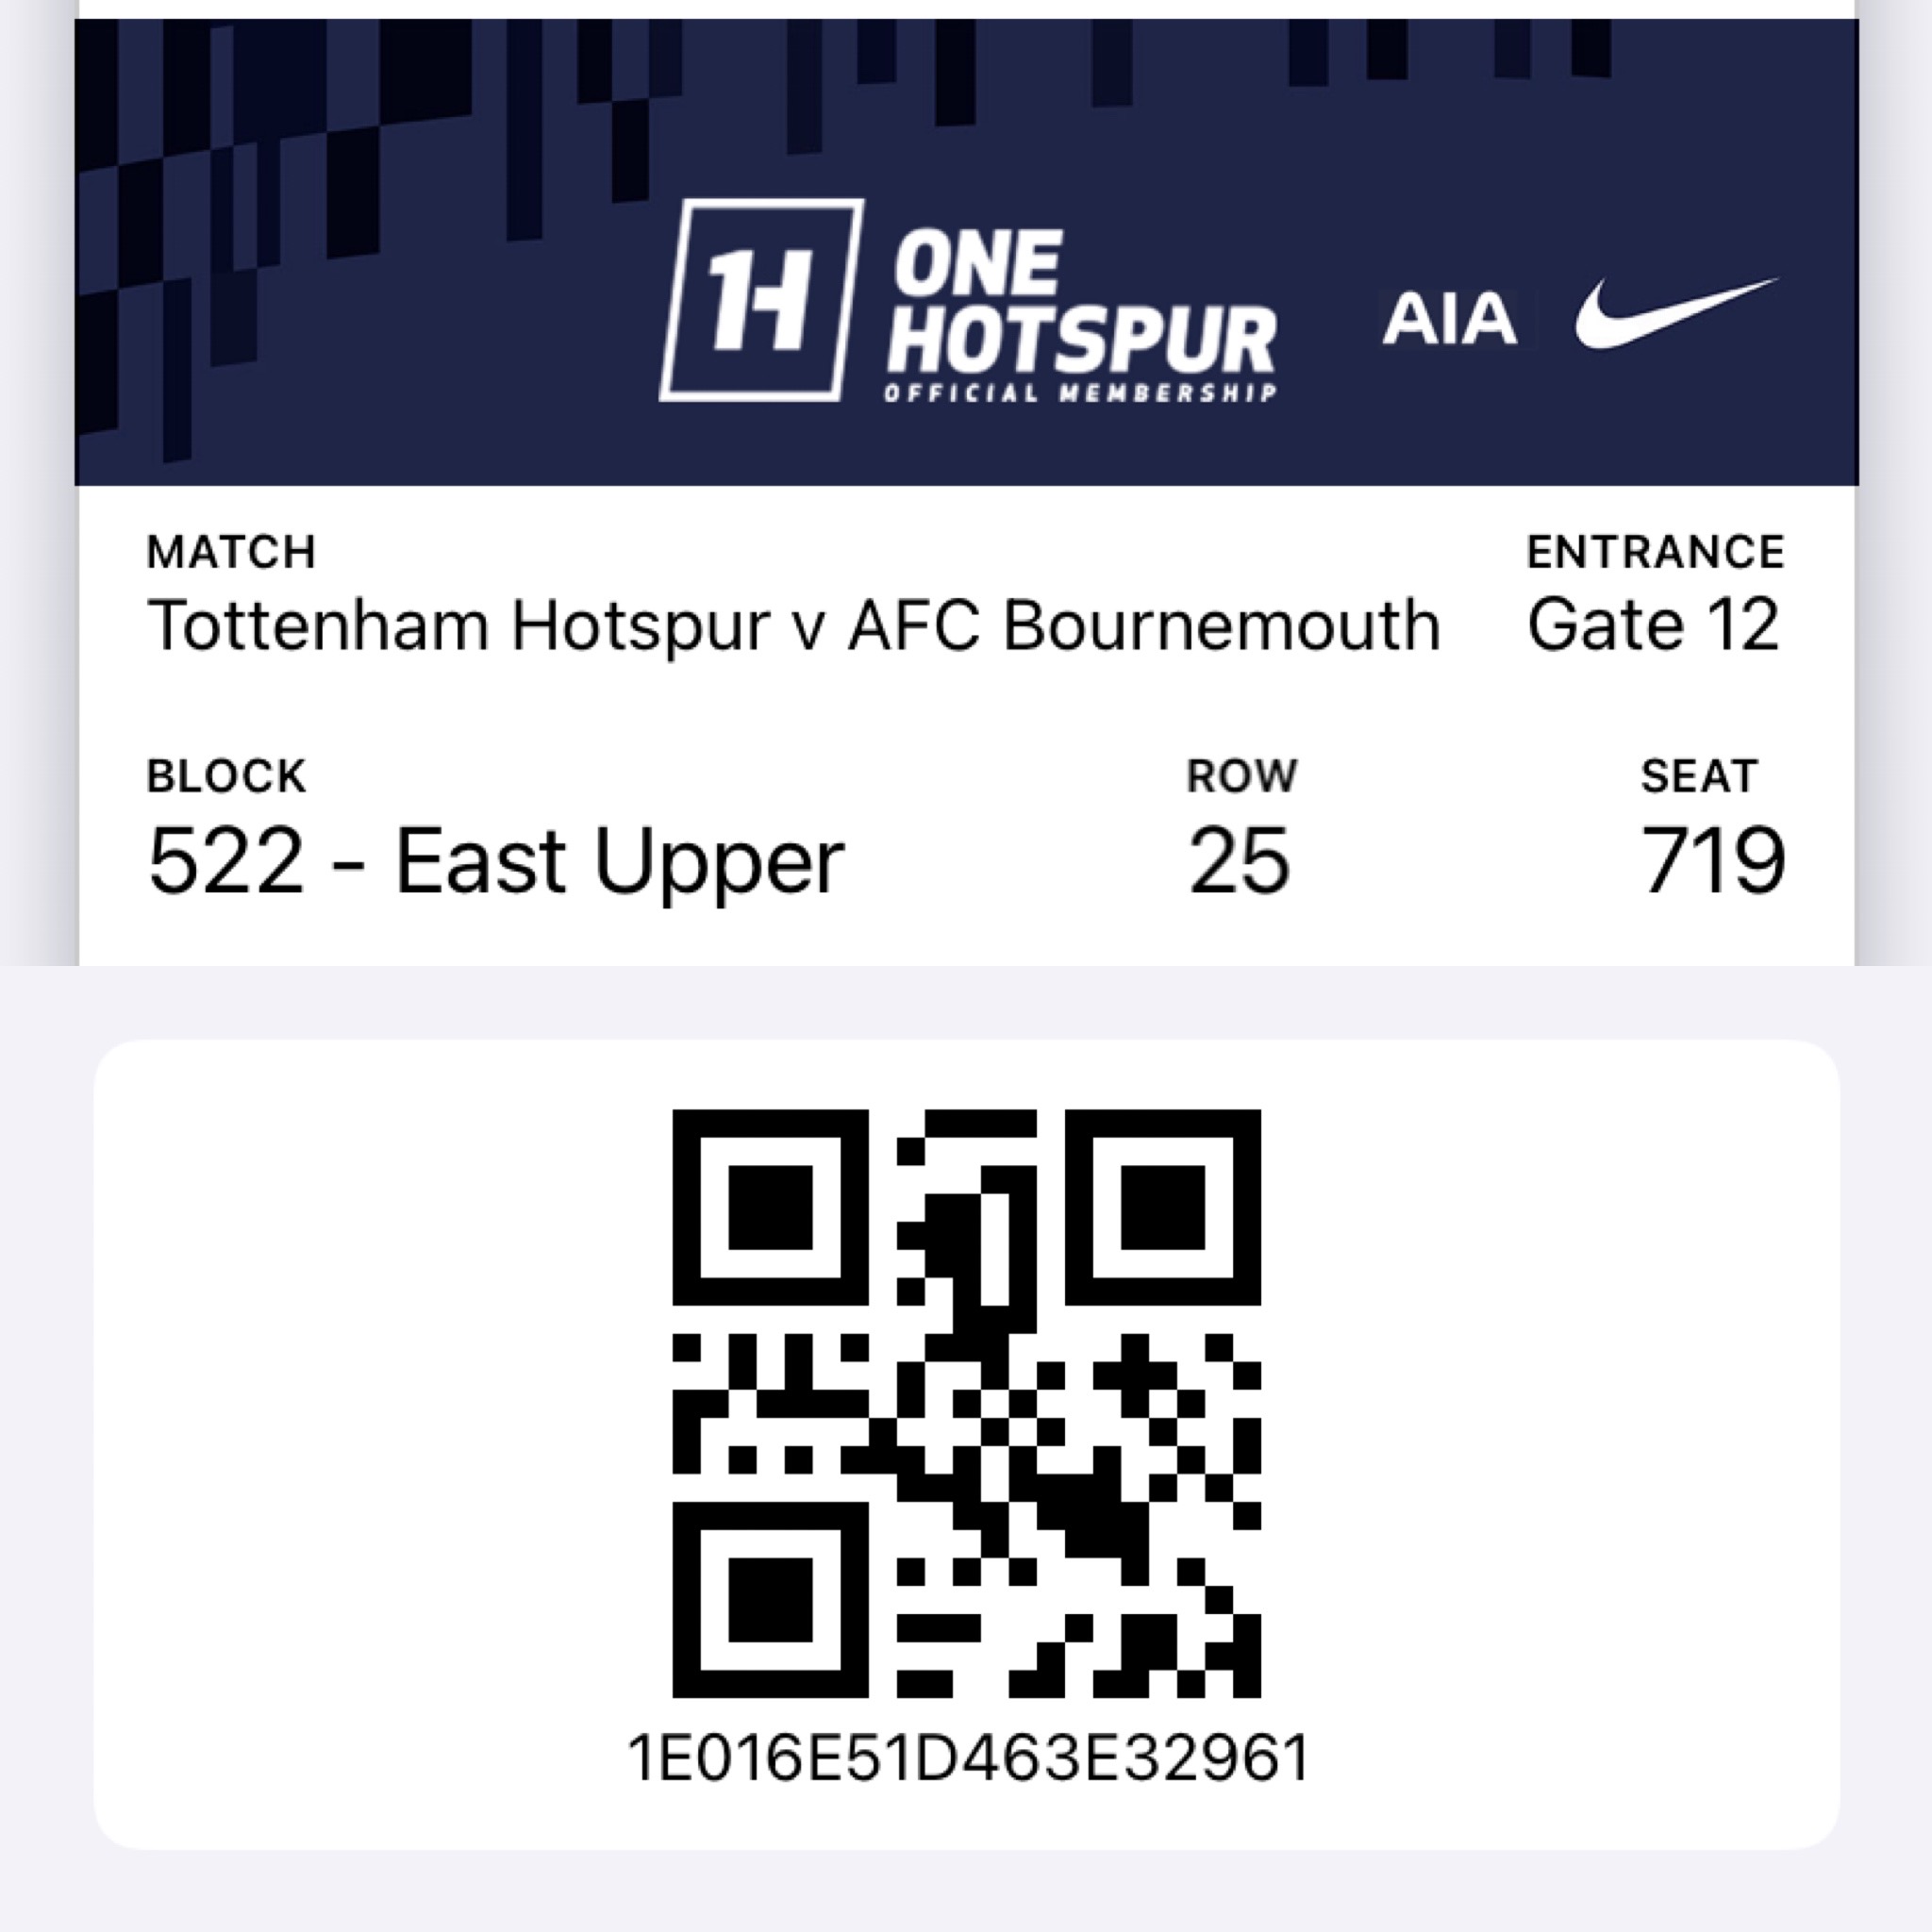 1H
ONE
HOTSPUR
OFFICIAL MEMBERSHIP
AIA
MATCH
Tottenham Hotspur v AFC Bournemouth
ENTRANCE
Gate 12
BLOCK
522 - East Upper
ROW
25
SEAT
719
1E016E51D463E32961